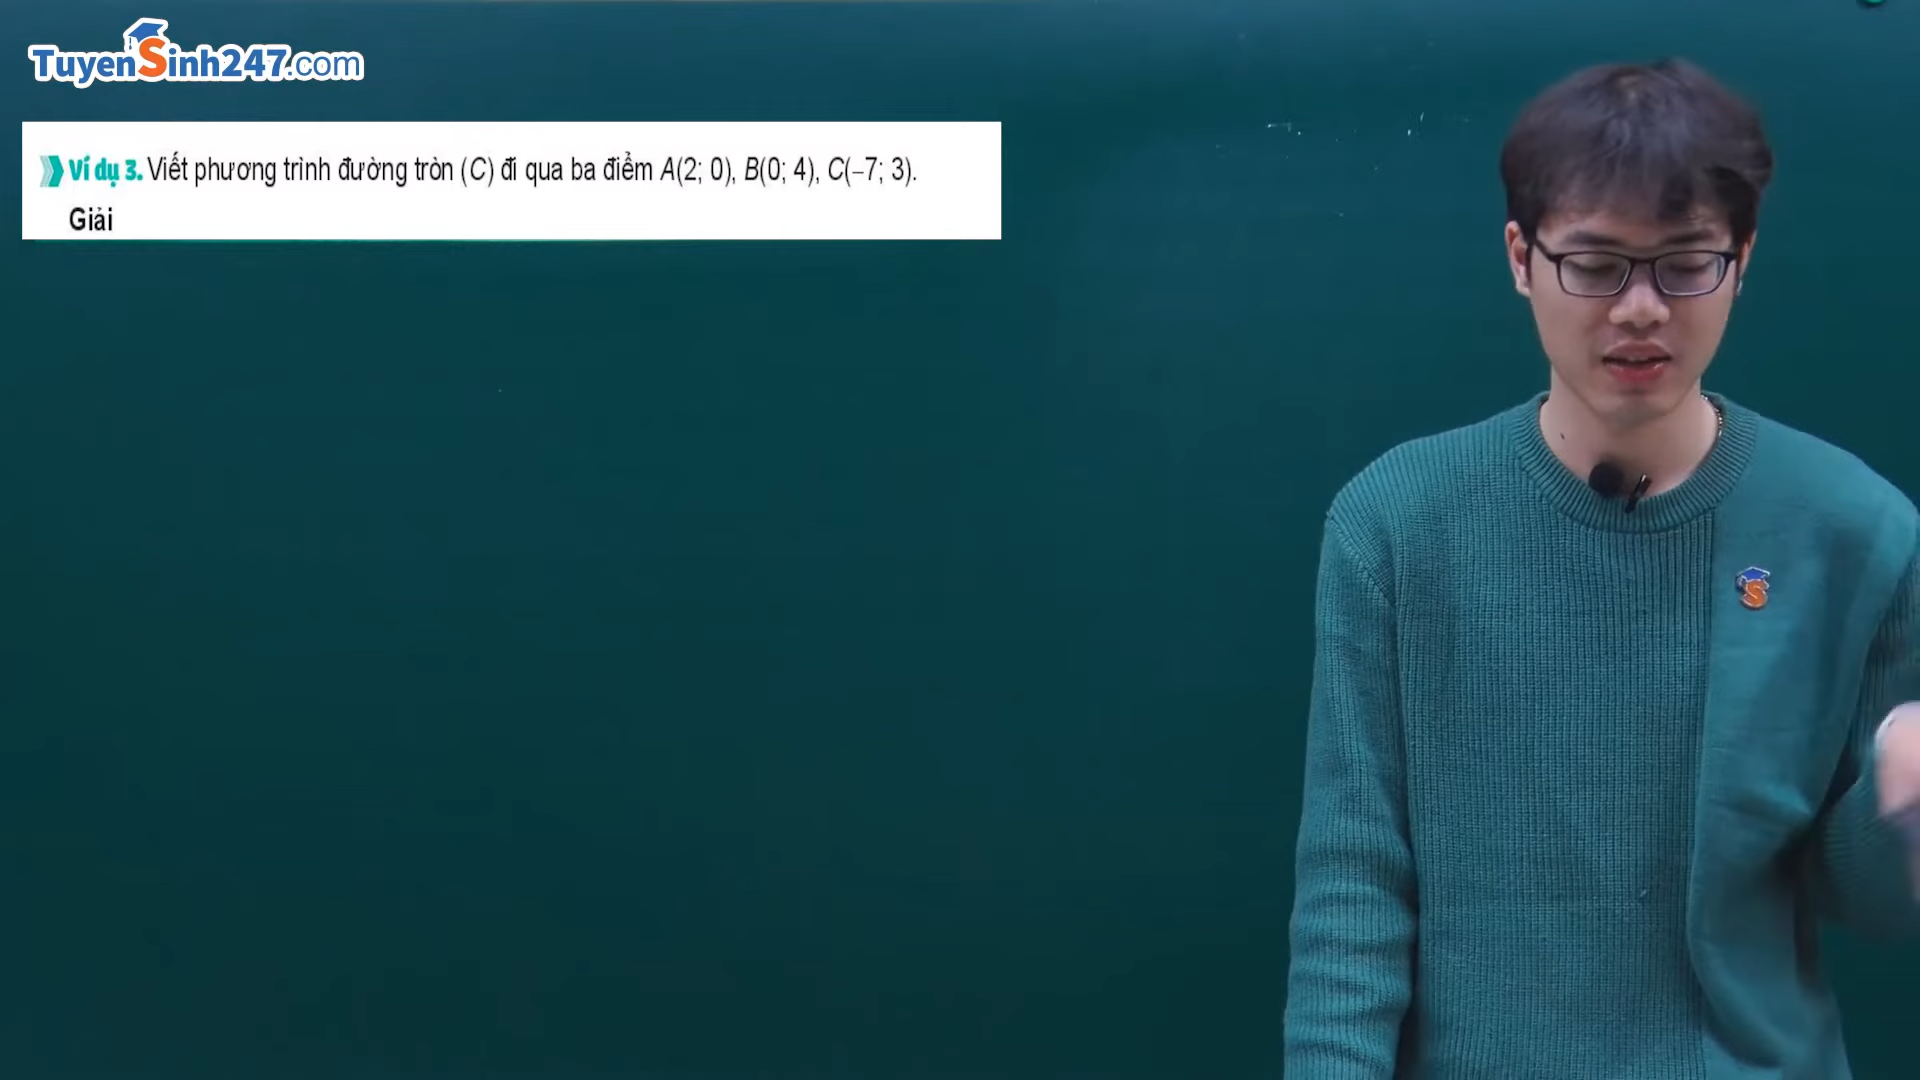 TuyenSinh247.com
Ví dụ 3. Viết phương trình đường tròn (C) đi qua ba điểm A(2; 0), B(0; 4), C(–7; 3).
Giải
S